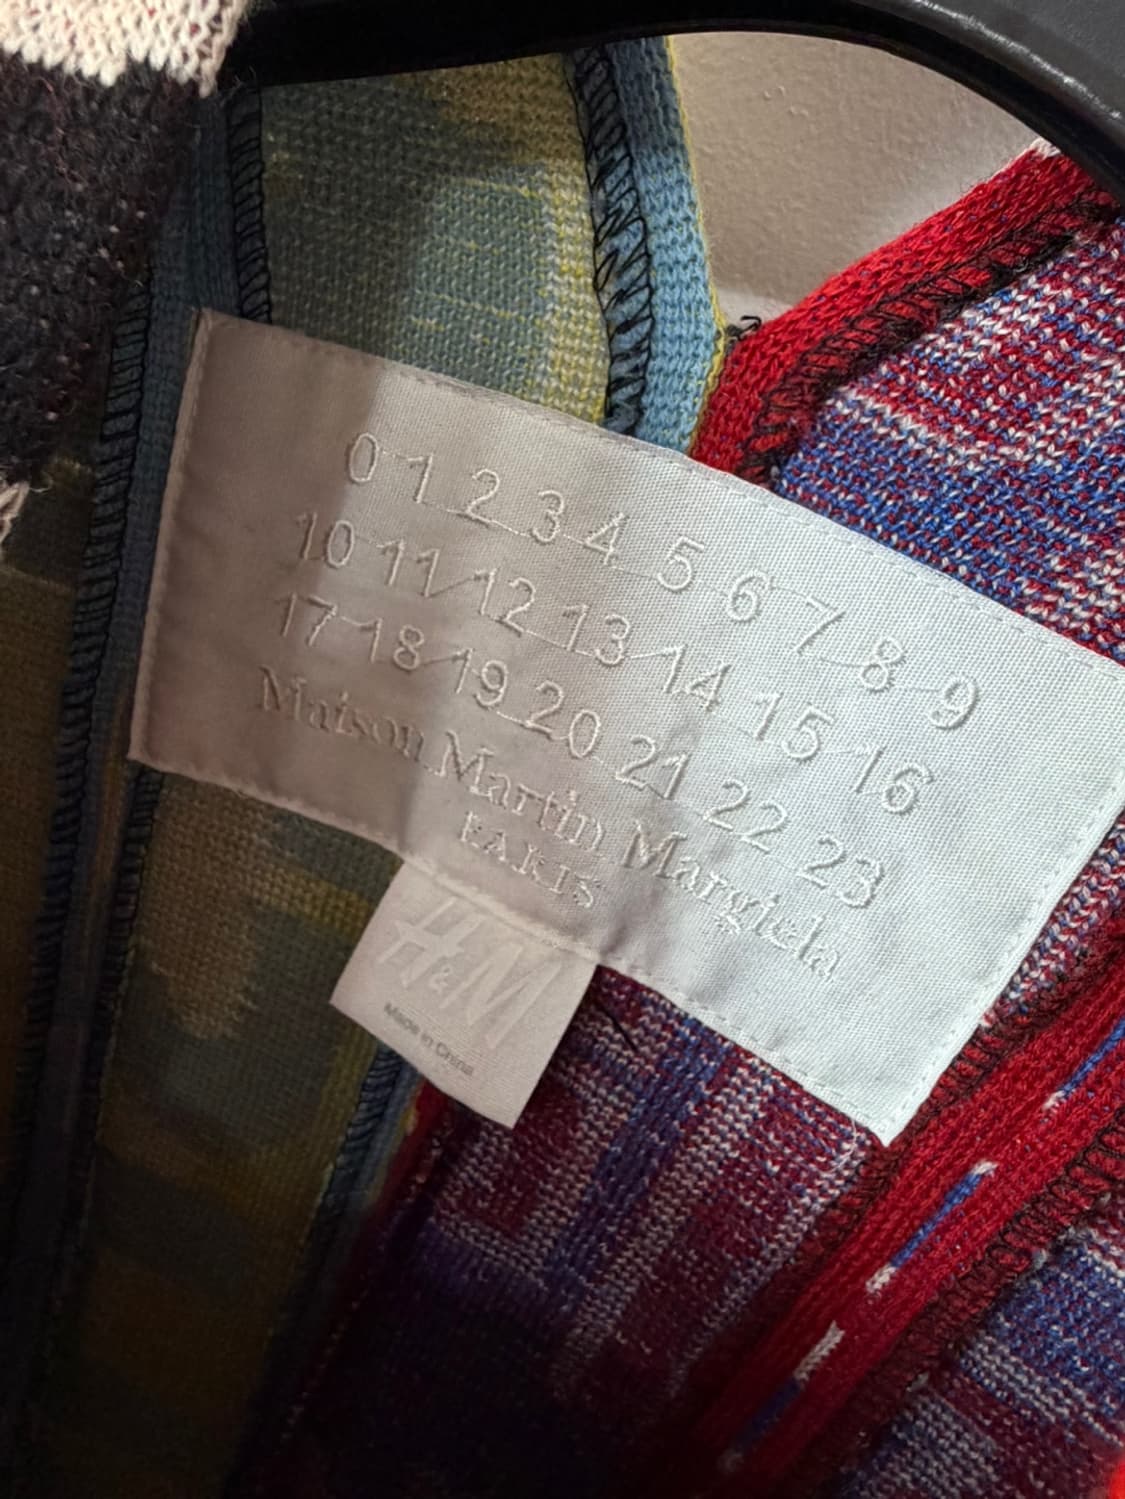 0 1 2 3 4 5 6 7 8 9
10 11 12 13 14 15 16
17 18 19 20 21 22 23
Maison Martin Margiela
PARIS
H&M
Made in China